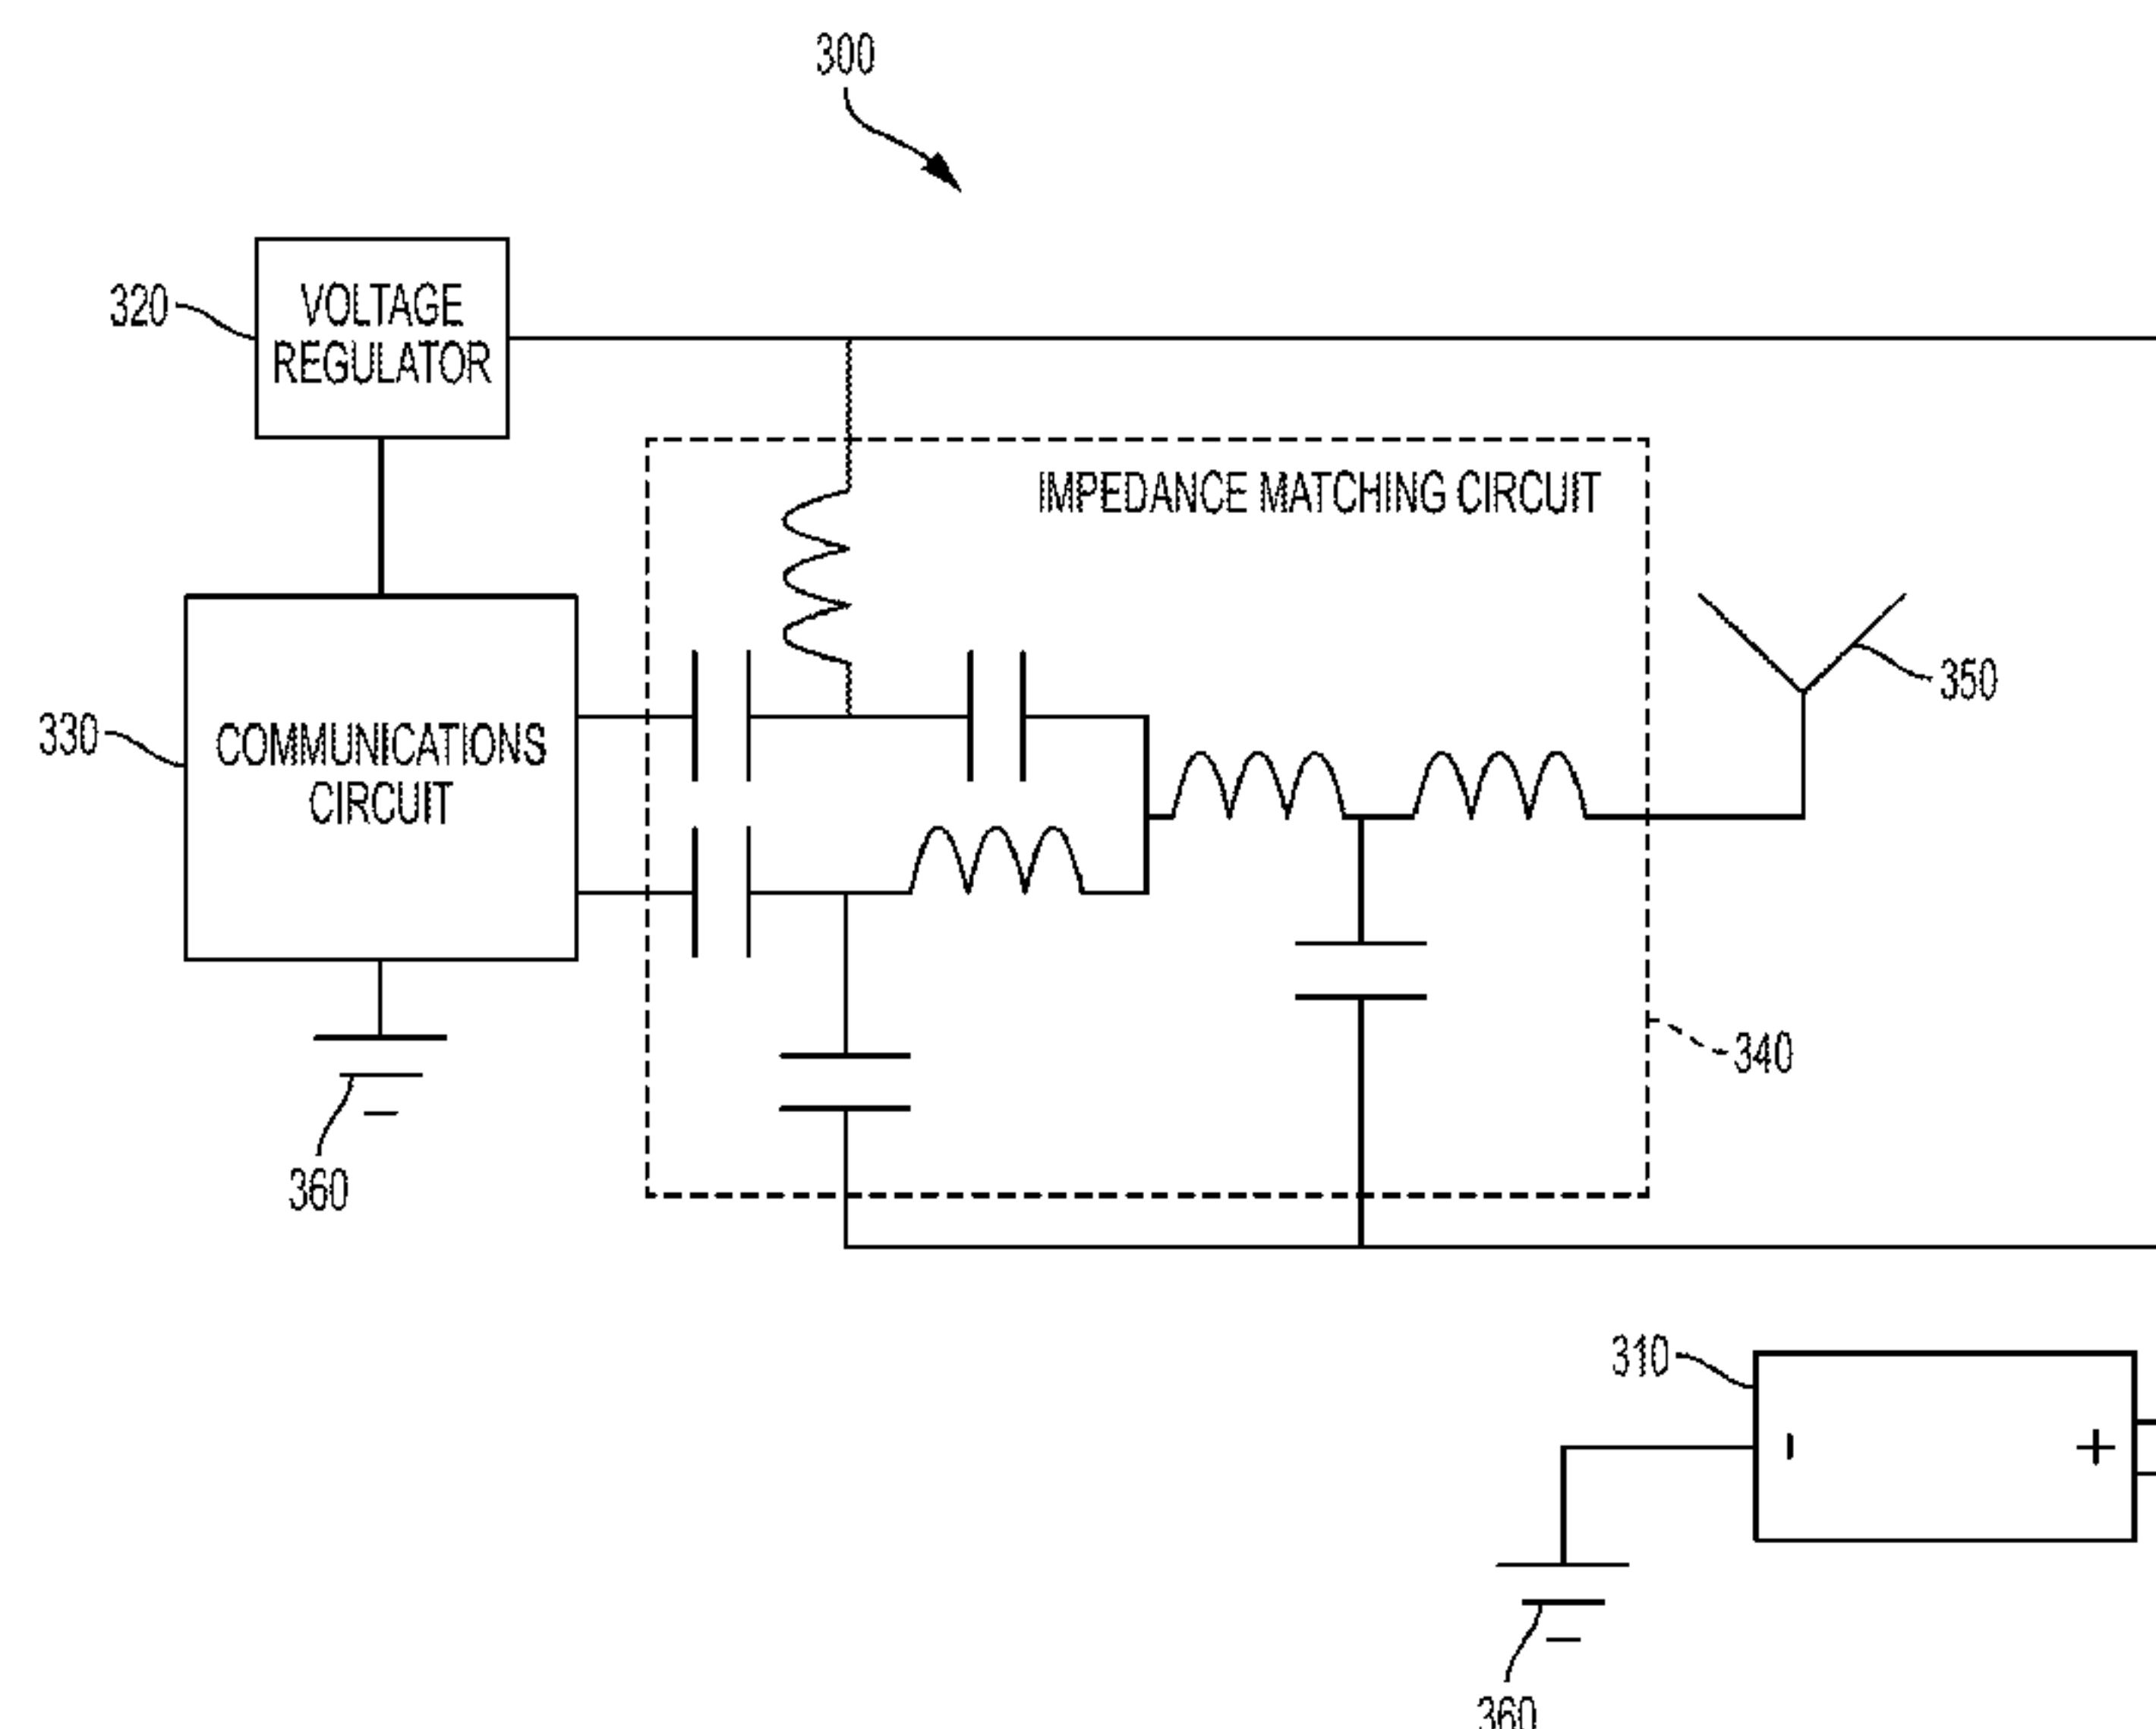 300
320
VOLTAGE
REGULATOR
IMPEDANCE MATCHING CIRCUIT
350
330
COMMUNICATIONS
CIRCUIT
340
360
310
- +
360